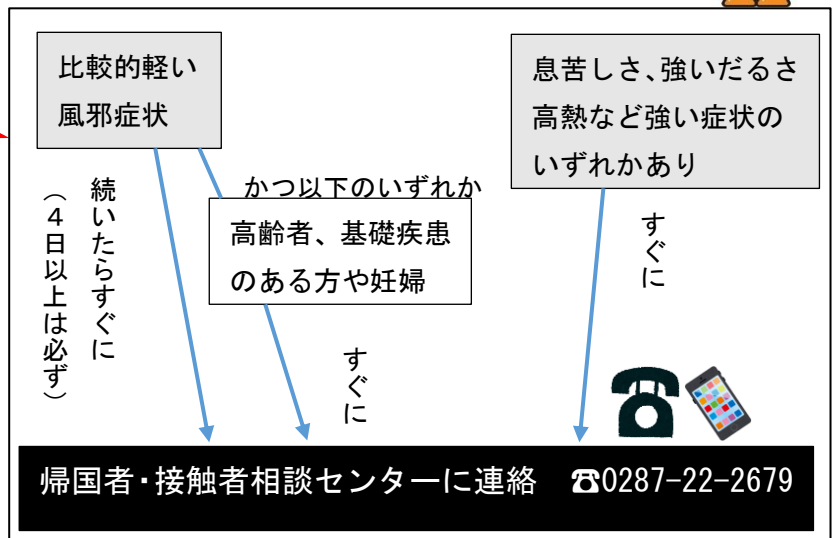 比較的軽い
風邪症状
息苦しさ、強いだるさ
高熱など強い症状の
いずれかあり
続いたらすぐに
（４日以上は必ず）
かつ以下のいずれか
高齢者、基礎疾患
のある方や妊婦
すぐに
すぐに
帰国者・接触者相談センターに連絡　☎0287-22-2679